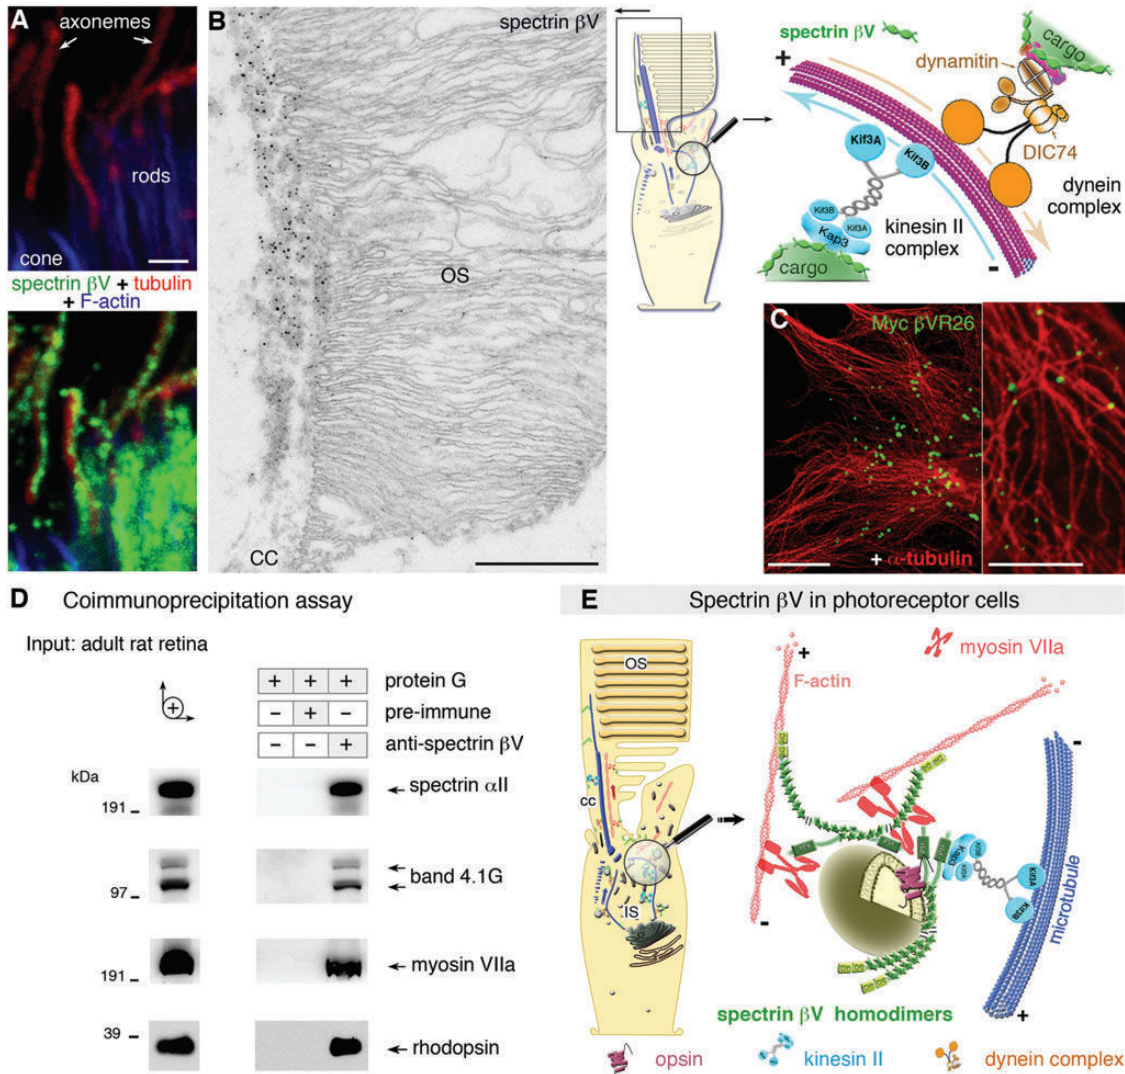 A
axonemes
rods
cone
spectrin βV + tubulin
+ F-actin
B
spectrin βV
OS
CC
spectrin βV
cargo
dynamitin
+
Kif3A
Kif3B
DIC74
dynein
complex
Kif3B
Kif3A
Kap3
kinesin II
complex
cargo
-
C
Myc βVR26
+ α-tubulin
D
Coimmunoprecipitation assay
Input: adult rat retina
+
+ + + protein G
- + - pre-immune
- - + anti-spectrin βV
kDa
191
spectrin αII
band 4.1G
97
191
myosin VIIa
39
rhodopsin
E
Spectrin βV in photoreceptor cells
OS
+
F-actin
myosin VIIa
-
cc
Kap3
Kif3A
Kif3B
IS
microtubule
-
+
spectrin βV homodimers
opsin
kinesin II
dynein complex